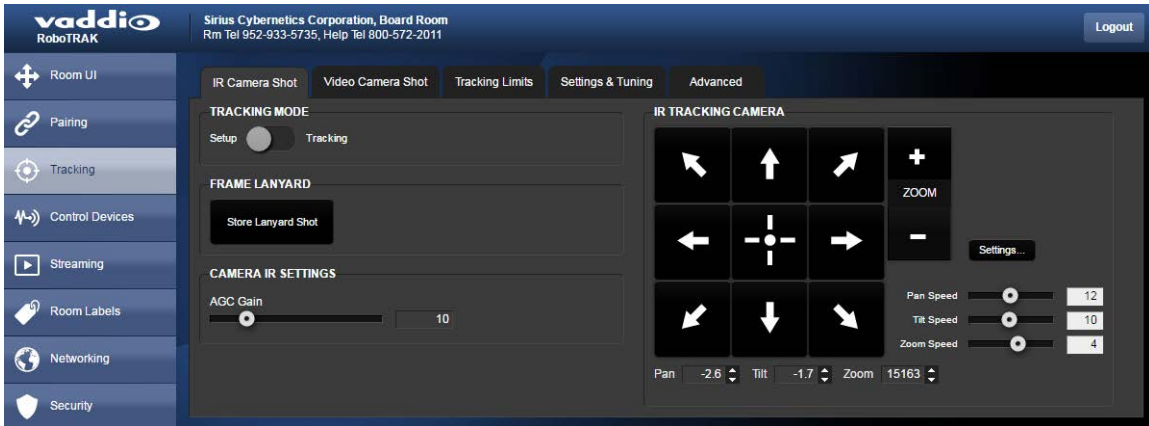 vaddio
RoboTRAK
Sirius Cybernetics Corporation, Board Room
Rm Tel 952-933-5735, Help Tel 800-572-2011
Logout
Room UI
Pairing
Tracking
Control Devices
Streaming
Room Labels
Networking
Security
IR Camera Shot Video Camera Shot Tracking Limits Settings & Tuning Advanced
TRACKING MODE
Setup Tracking
FRAME LANYARD
Store Lanyard Shot
CAMERA IR SETTINGS
AGC Gain
10
IR TRACKING CAMERA
+
ZOOM
-
Settings...
Pan Speed 12
Tilt Speed 10
Zoom Speed 4
Pan -2.6 Tilt -1.7 Zoom 15163